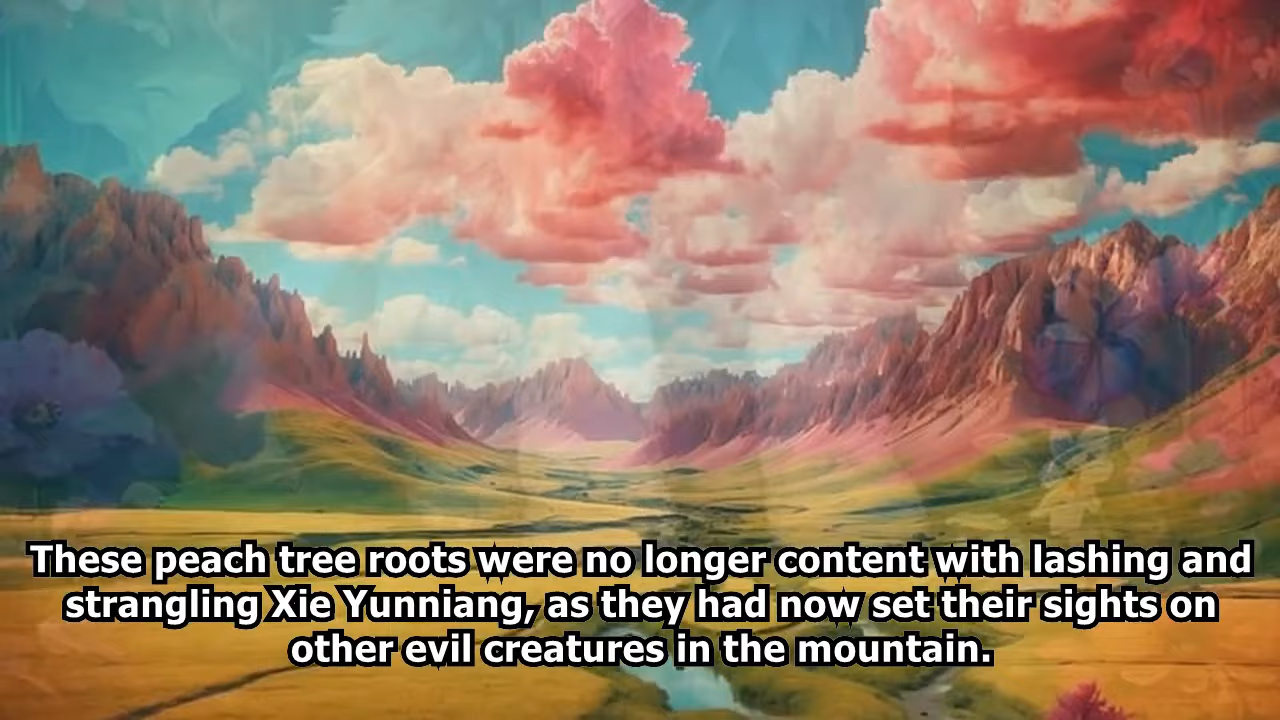 These peach tree roots were no longer content with lashing and
strangling Xie Yunniang, as they had now set their sights on
other evil creatures in the mountain.